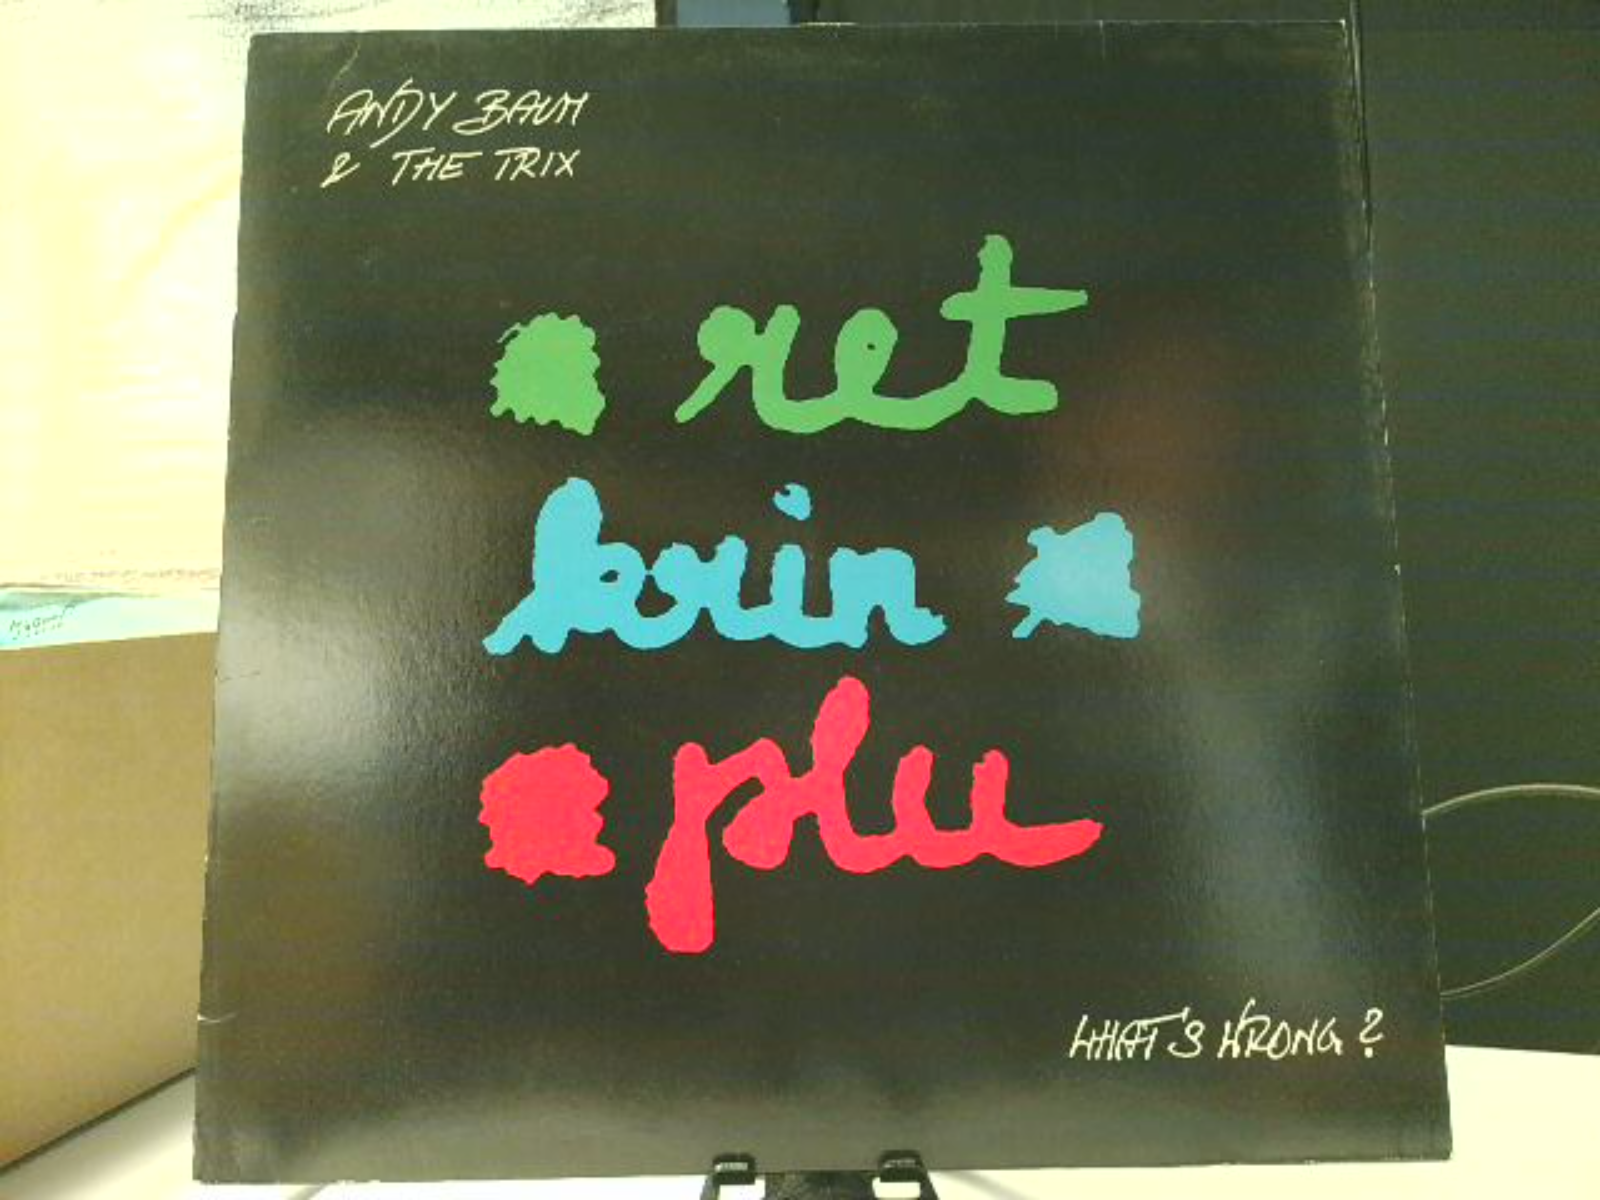 ANDY BAUM
& THE TRIX
ret
brin
plu
WHAT'S WRONG?